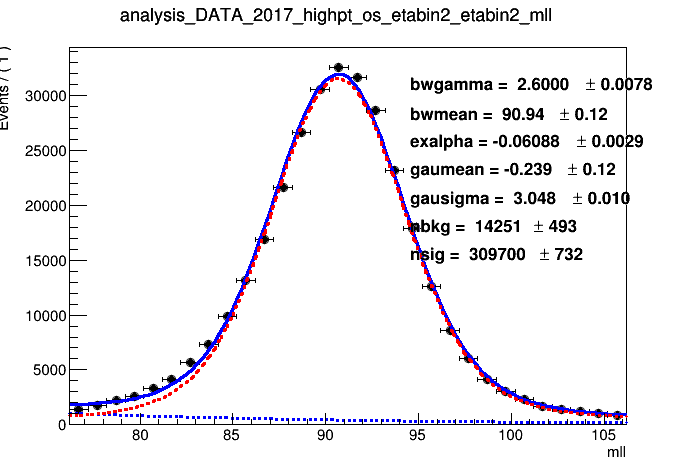 analysis_DATA_2017_highpt_os_etabin2_etabin2_mll
Events / ( 1 )
bwgamma = 2.6000 ± 0.0078
bwmean = 90.94 ± 0.12
exalpha = -0.06088 ± 0.0029
gaumean = -0.239 ± 0.12
gausigma = 3.048 ± 0.010
nbkg = 14251 ± 493
nsig = 309700 ± 732
30000
25000
20000
15000
10000
5000
0
80 85 90 95 100 105
mll